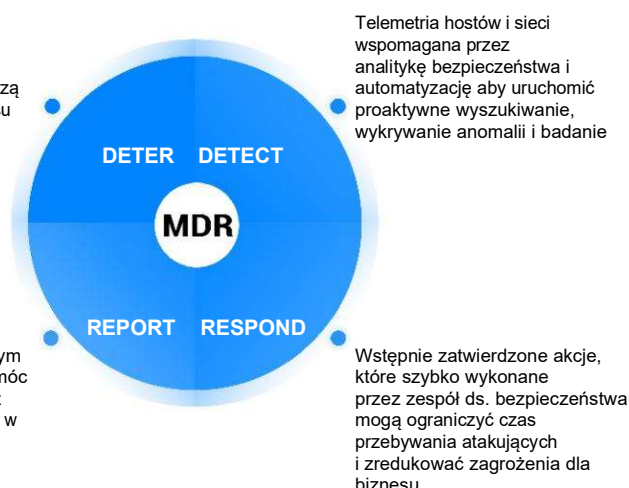 Telemetria hostów i sieci
wspomagana przez
analitykę bezpieczeństwa i
automatyzację aby uruchomić
proaktywne wyszukiwanie,
wykrywanie anomalii i badanie
DETER DETECT
MDR
REPORT RESPOND
w
Wstępnie zatwierdzone akcje,
które szybko wykonane
przez zespół ds. bezpieczeństwa
mogą ograniczyć czas
przebywania atakujących
i zredukować zagrożenia dla
biznesu